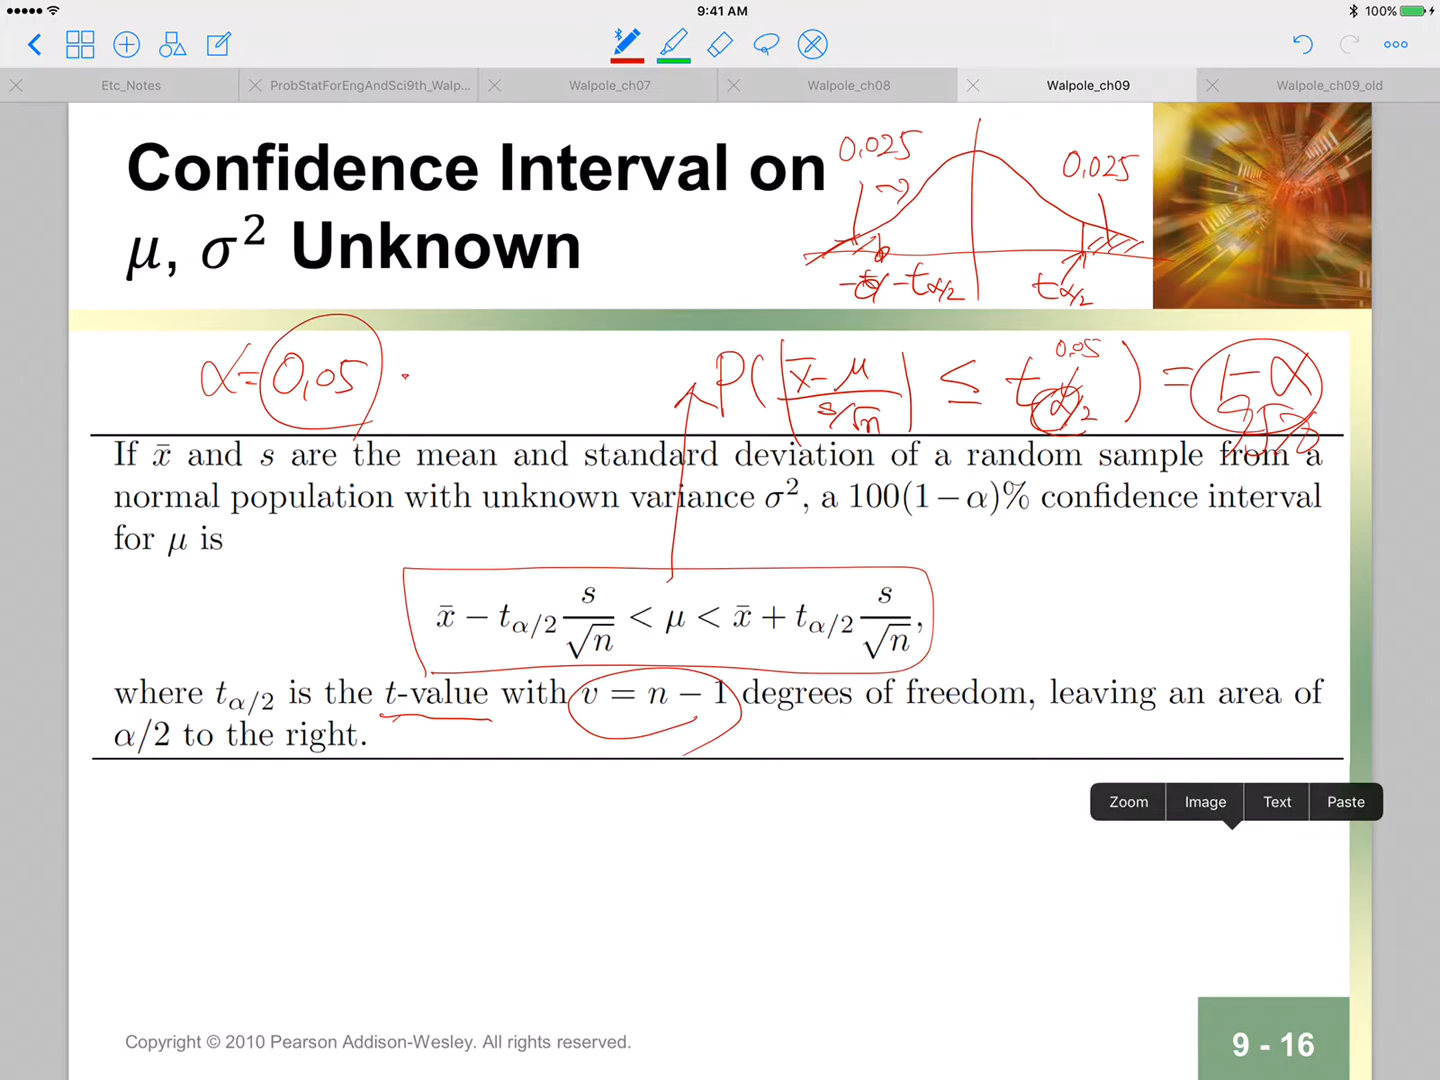 9:41 AM
100%
Etc_Notes
ProbStatForEngAndSci9th_Walp...
Walpole_ch07
Walpole_ch08
Walpole_ch09
Walpole_ch09_old
Confidence Interval on
μ, σ² Unknown
0.025
0.025
-t α/2
t α/2
α = 0.05
P(| x̄ - μ / s/√n | ≤ t α/2) = 1-α
0.05
95%
If x̄ and s are the mean and standard deviation of a random sample from a
normal population with unknown variance σ², a 100(1 − α)% confidence interval
for μ is
x̄ − tα/2 s/√n < μ < x̄ + tα/2 s/√n,
where tα/2 is the t-value with v = n − 1 degrees of freedom, leaving an area of
α/2 to the right.
Zoom Image Text Paste
Copyright © 2010 Pearson Addison-Wesley. All rights reserved.
9 - 16